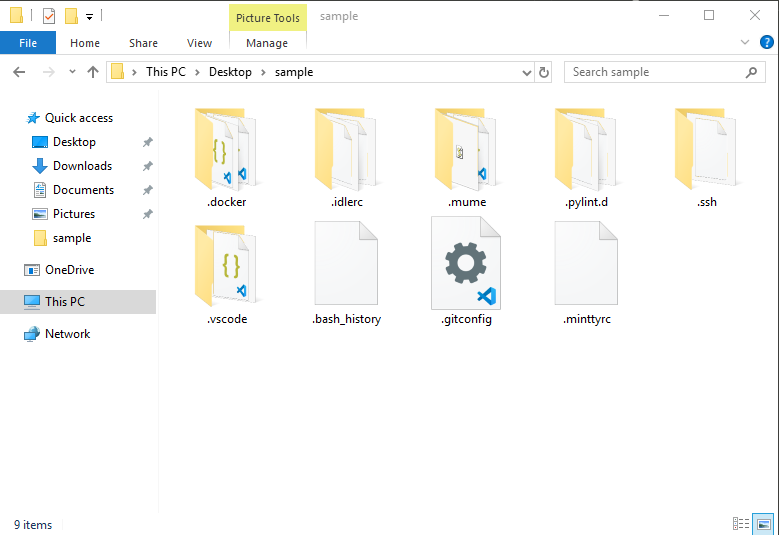 Picture Tools sample
File Home Share View Manage
This PC Desktop sample
Search sample
Quick access
Desktop
Downloads
Documents
Pictures
sample
OneDrive
This PC
Network
.docker .idlerc .mume .pylint.d .ssh
.vscode .bash_history .gitconfig .minttyrc
9 items